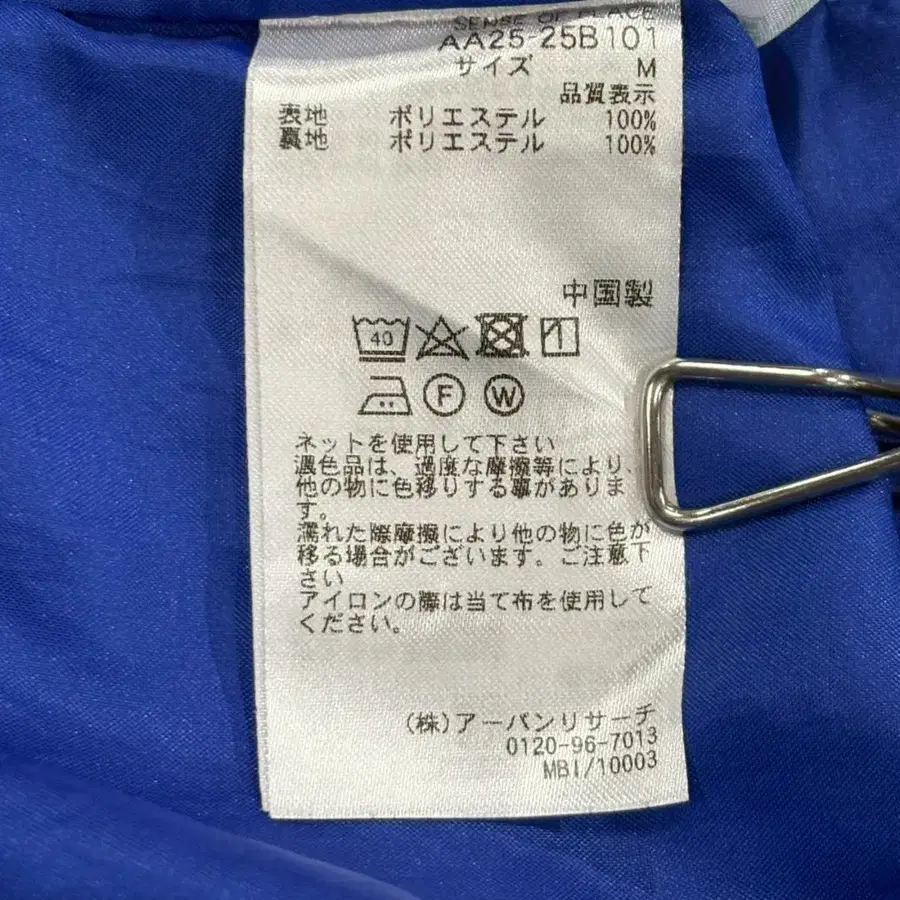 SENSE OF PLACE
AA25-25B101
サイズ M
品質表示
表地 ポリエステル 100%
裏地 ポリエステル 100%
中国製
40
1
F W
ネットを使用して下さい
濃色品は、過度な摩擦等により、
他の物に色移りする事がありま
す。
濡れた際摩擦により他の物に色が
移る場合がございます。ご注意下
さい
アイロンの際は当て布を使用して
ください。
(株)アーバンリサーチ
0120-96-7013
MBI/10003